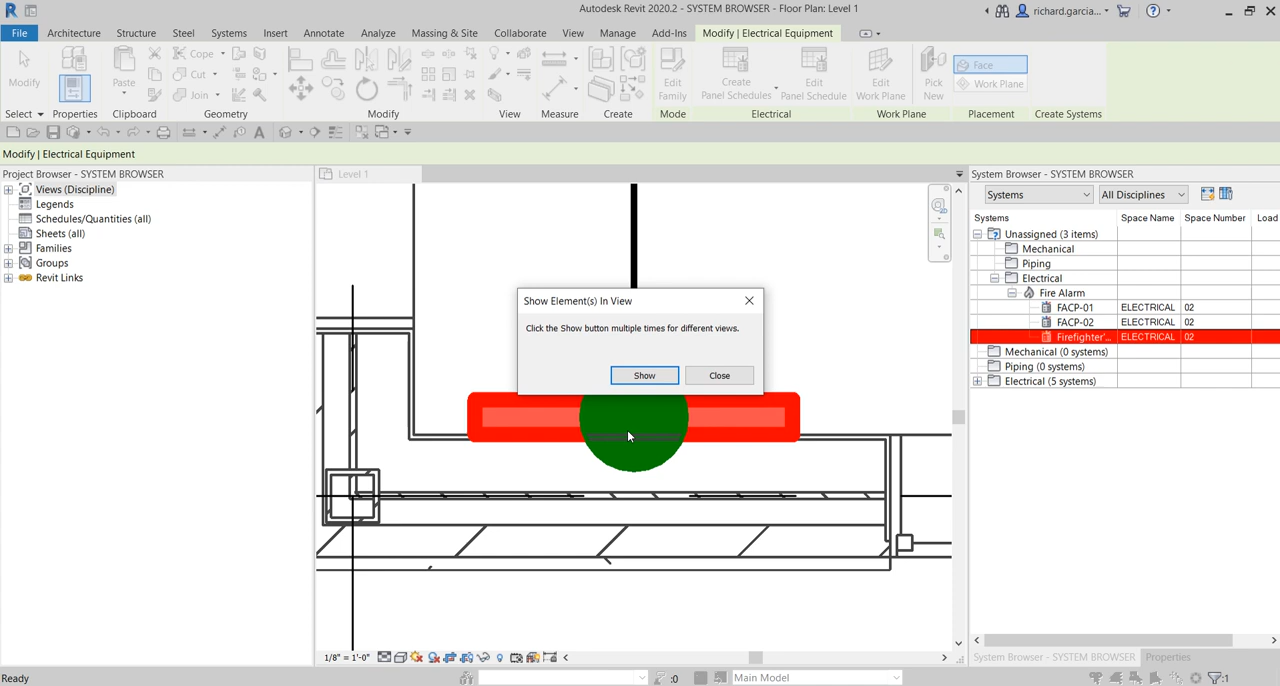 Autodesk Revit 2020.2 - SYSTEM BROWSER - Floor Plan: Level 1
richard.garcia...
File Architecture Structure Steel Systems Insert Annotate Analyze Massing & Site Collaborate View Manage Add-Ins Modify | Electrical Equipment
Modify
Paste
Cope
Cut
Join
Edit Family
Create Panel Schedules
Edit Panel Schedule
Edit Work Plane
Pick New
Face
Work Plane
Select Properties Clipboard Geometry Modify View Measure Create Mode Electrical Work Plane Placement Create Systems
Modify | Electrical Equipment
Project Browser - SYSTEM BROWSER
Views (Discipline)
Legends
Schedules/Quantities (all)
Sheets (all)
Families
Groups
Revit Links
Level 1
Show Element(s) In View
Click the Show button multiple times for different views.
Show Close
1/8" = 1'-0"
System Browser - SYSTEM BROWSER
Systems All Disciplines
Systems Space Name Space Number Load
Unassigned (3 items)
Mechanical
Piping
Electrical
Fire Alarm
FACP-01 ELECTRICAL 02
FACP-02 ELECTRICAL 02
Firefighter'... ELECTRICAL 02
Mechanical (0 systems)
Piping (0 systems)
Electrical (5 systems)
System Browser - SYSTEM BROWSER Properties
Ready :0 Main Model :1